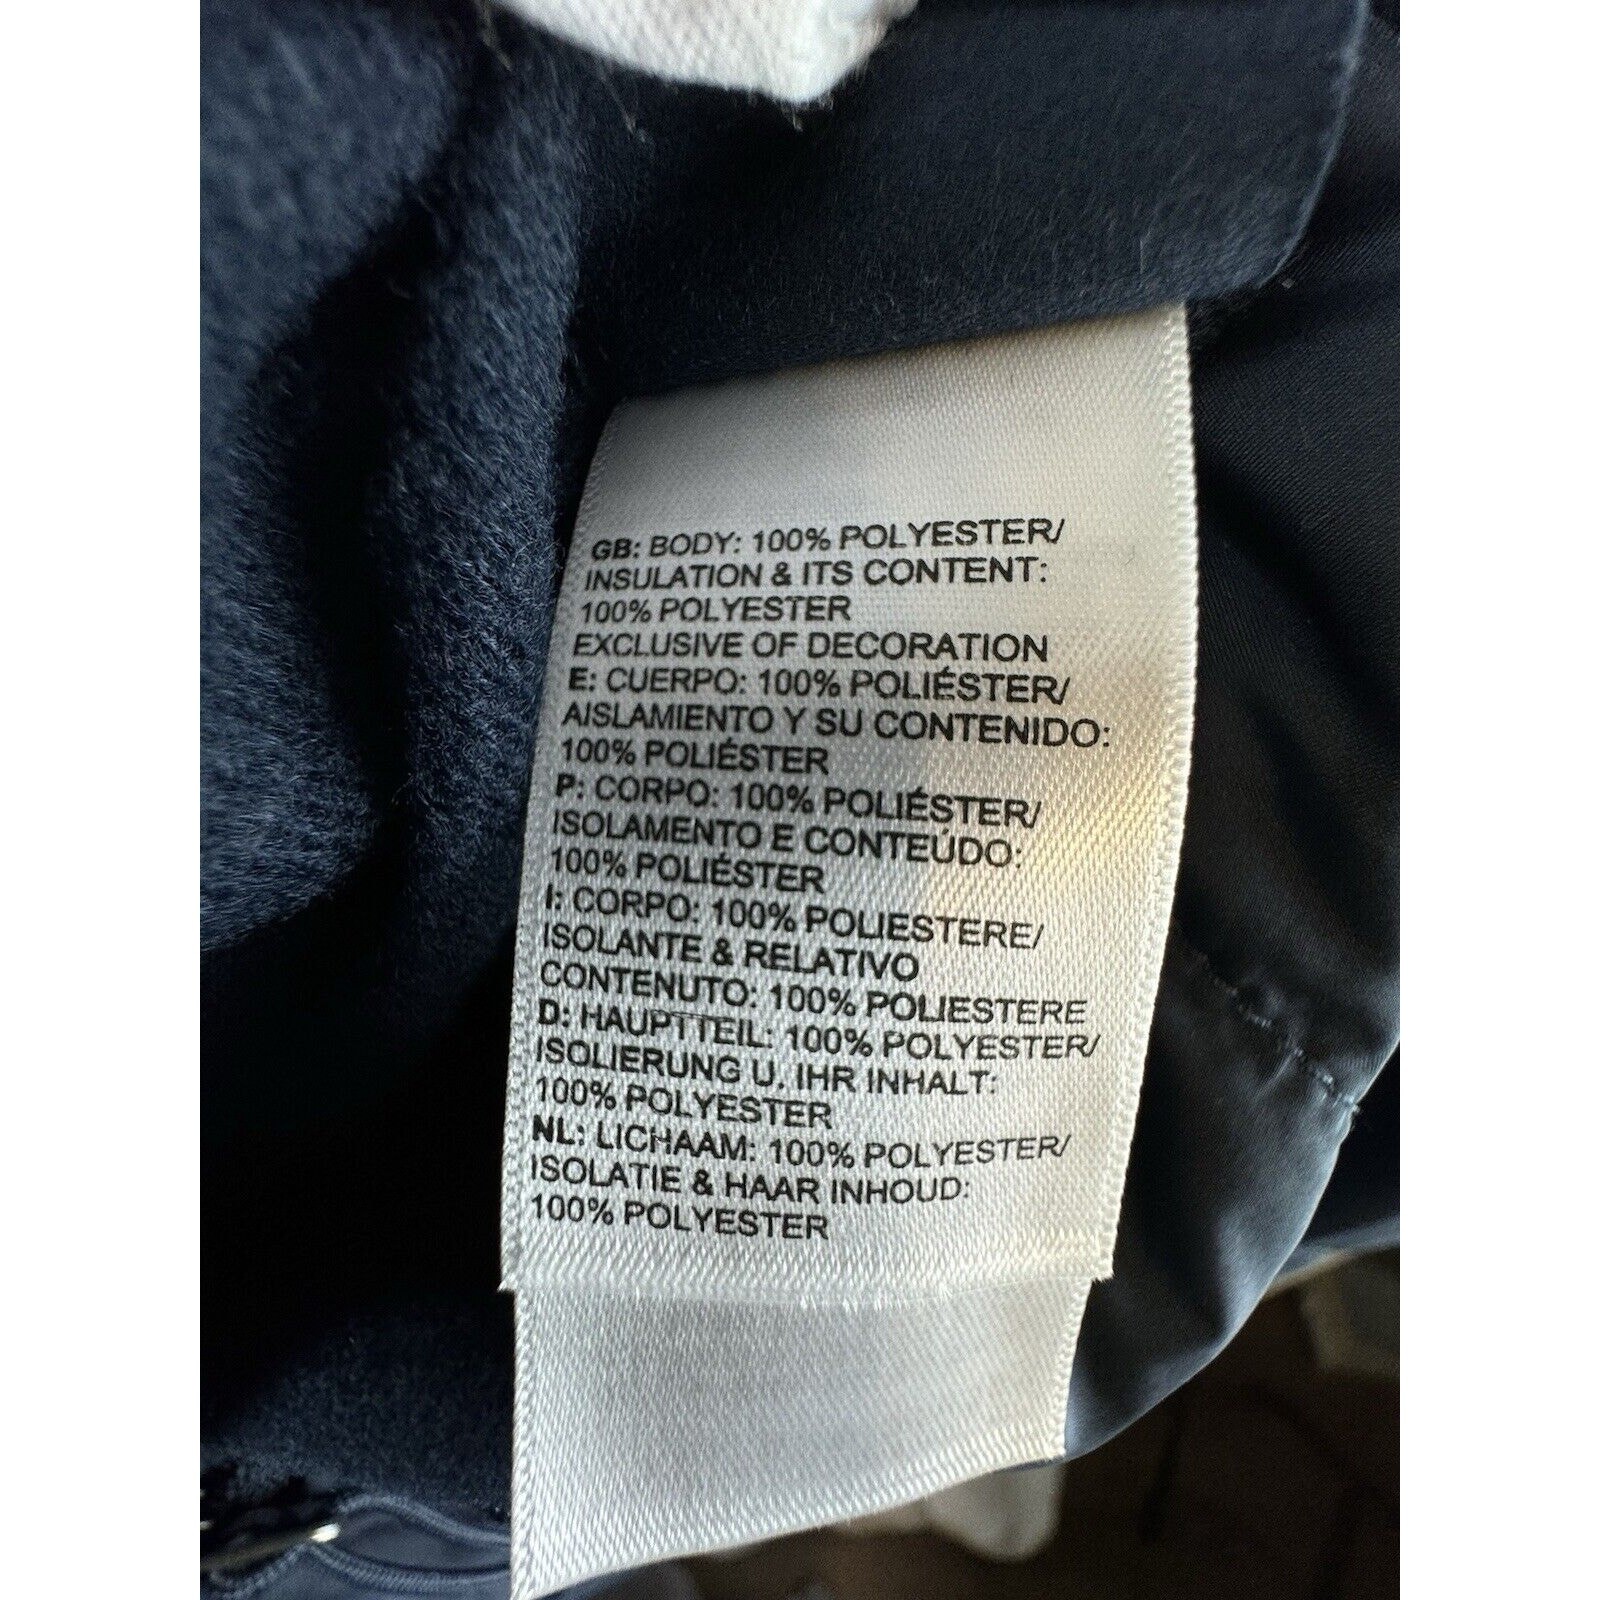 GB: BODY: 100% POLYESTER/
INSULATION & ITS CONTENT:
100% POLYESTER
EXCLUSIVE OF DECORATION
E: CUERPO: 100% POLIÉSTER/
AISLAMIENTO Y SU CONTENIDO:
100% POLIÉSTER
P: CORPO: 100% POLIÉSTER/
ISOLAMENTO E CONTEÚDO:
100% POLIÉSTER
I: CORPO: 100% POLIESTERE/
ISOLANTE & RELATIVO
CONTENUTO: 100% POLIESTERE
D: HAUPTTEIL: 100% POLYESTER/
ISOLIERUNG U. IHR INHALT:
100% POLYESTER
NL: LICHAAM: 100% POLYESTER/
ISOLATIE & HAAR INHOUD:
100% POLYESTER